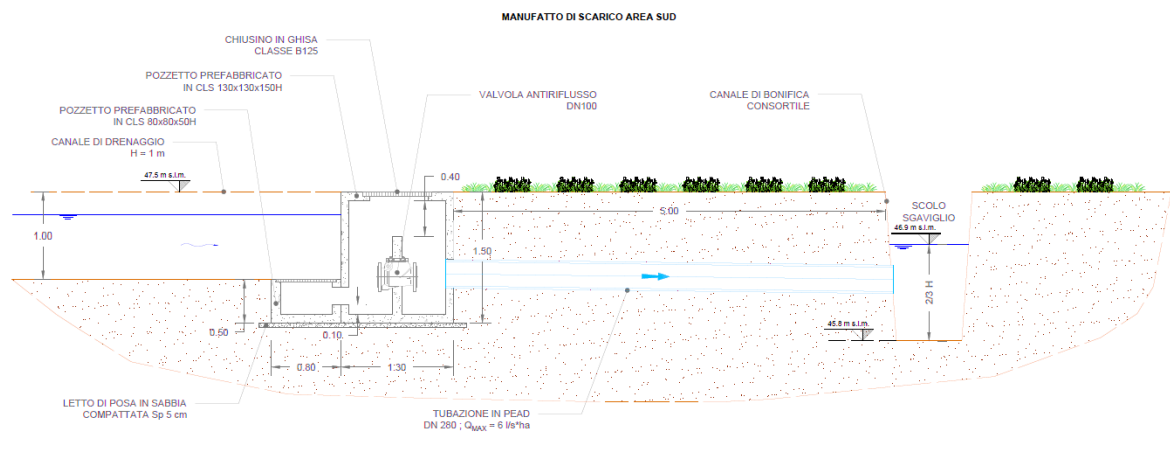 MANUFATTO DI SCARICO AREA SUD
CHIUSINO IN GHISA
CLASSE B125
POZZETTO PREFABBRICATO
IN CLS 130x130x150H
POZZETTO PREFABBRICATO
IN CLS 80x80x50H
CANALE DI DRENAGGIO
H = 1 m
VALVOLA ANTIRIFLUSSO
DN100
CANALE DI BONIFICA
CONSORTILE
47.5 m s.l.m.
0.40
5.00
SCOLO
SGAVIGLIO
46.9 m s.l.m.
1.00
1.50
2/3 H
45.8 m s.l.m.
0.50
0.10
0.80
1.30
LETTO DI POSA IN SABBIA
COMPATTATA Sp 5 cm
TUBAZIONE IN PEAD
DN 280 ; QMAX = 6 l/s*ha